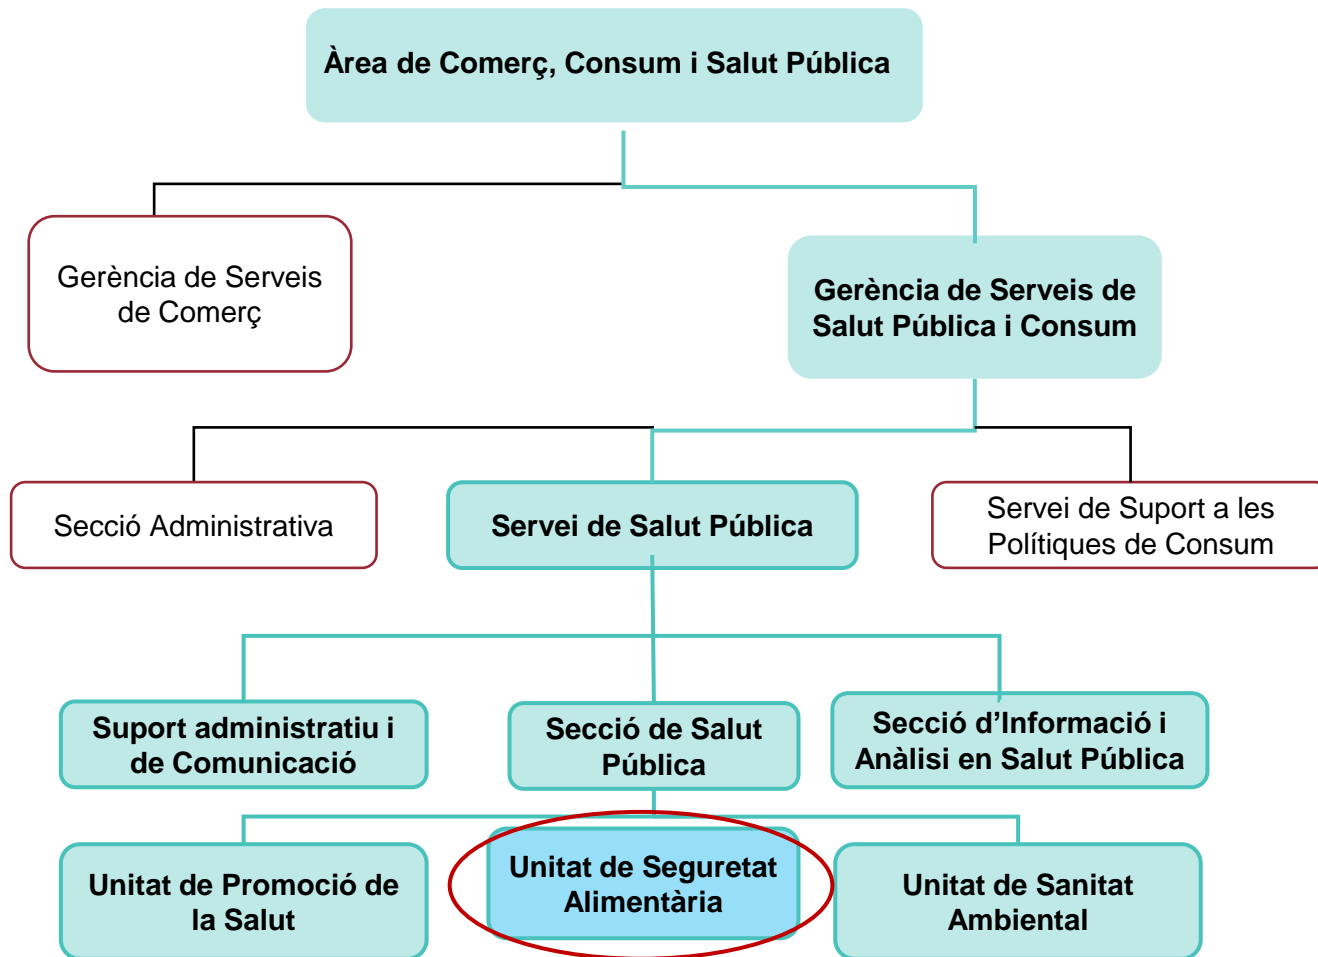 Àrea de Comerç, Consum i Salut Pública
Gerència de Serveis
de Comerç
Gerència de Serveis de
Salut Pública i Consum
Secció Administrativa
Servei de Salut Pública
Servei de Suport a les
Polítiques de Consum
Suport administratiu i
de Comunicació
Secció de Salut
Pública
Secció d’Informació i
Anàlisi en Salut Pública
Unitat de Promoció de
la Salut
Unitat de Seguretat
Alimentària
Unitat de Sanitat
Ambiental